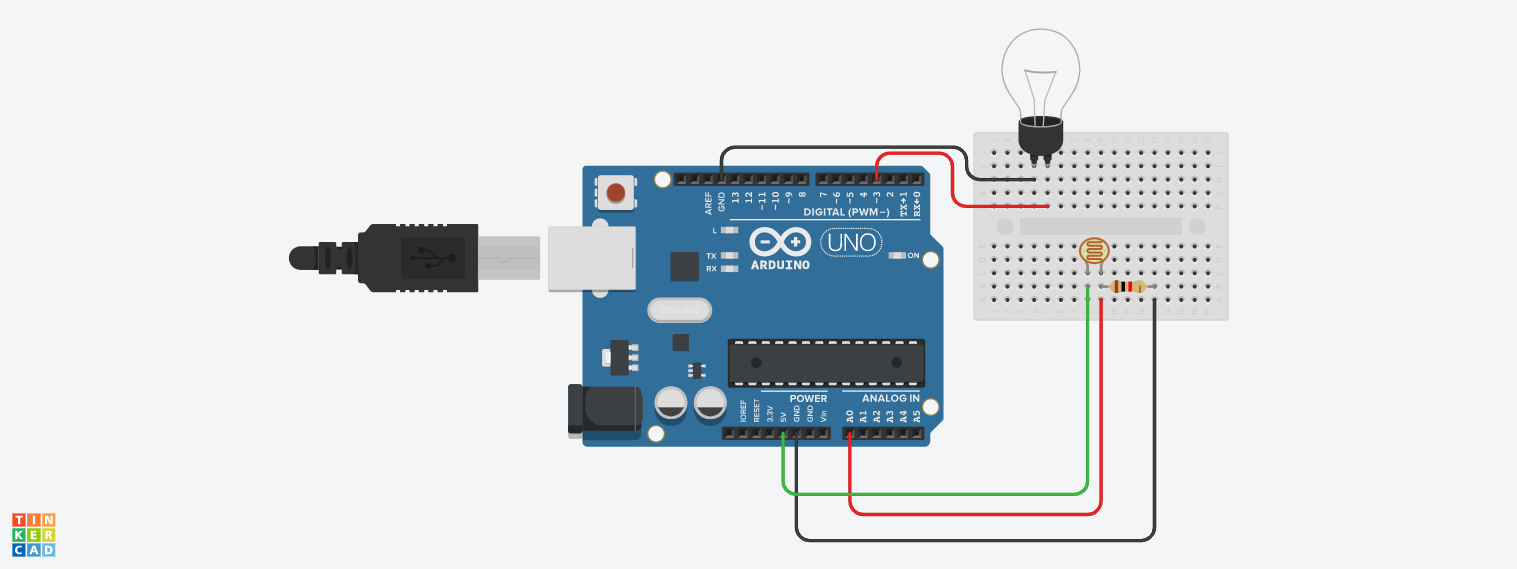 AREF
GND
13
12
~11
~10
~9
8
7
~6
~5
4
~3
2
TX→1
RX←0
DIGITAL (PWM~)
L
TX
RX
ARDUINO
UNO
ON
POWER
ANALOG IN
IOREF
RESET
3.3V
5V
GND
GND
Vin
A0
A1
A2
A3
A4
A5
TIN
KER
CAD